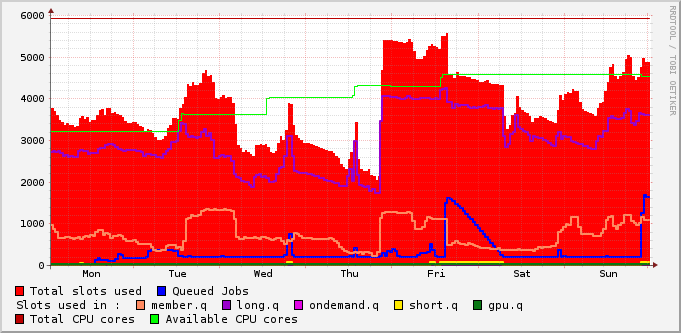 RRDTOOL / TOBI OETIKER
6000
5000
4000
3000
2000
1000
0
Mon Tue Wed Thu Fri Sat Sun
Total slots used Queued Jobs
Slots used in : member.q long.q ondemand.q short.q gpu.q
Total CPU cores Available CPU cores